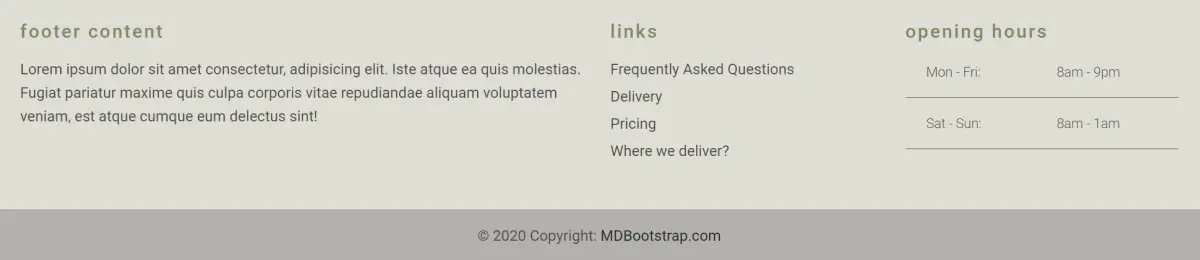 footer content
Lorem ipsum dolor sit amet consectetur, adipisicing elit. Iste atque ea quis molestias.
Fugiat pariatur maxime quis culpa corporis vitae repudiandae aliquam voluptatem
veniam, est atque cumque eum delectus sint!
links
Frequently Asked Questions
Delivery
Pricing
Where we deliver?
opening hours
Mon - Fri: 8am - 9pm
Sat - Sun: 8am - 1am
© 2020 Copyright: MDBootstrap.com